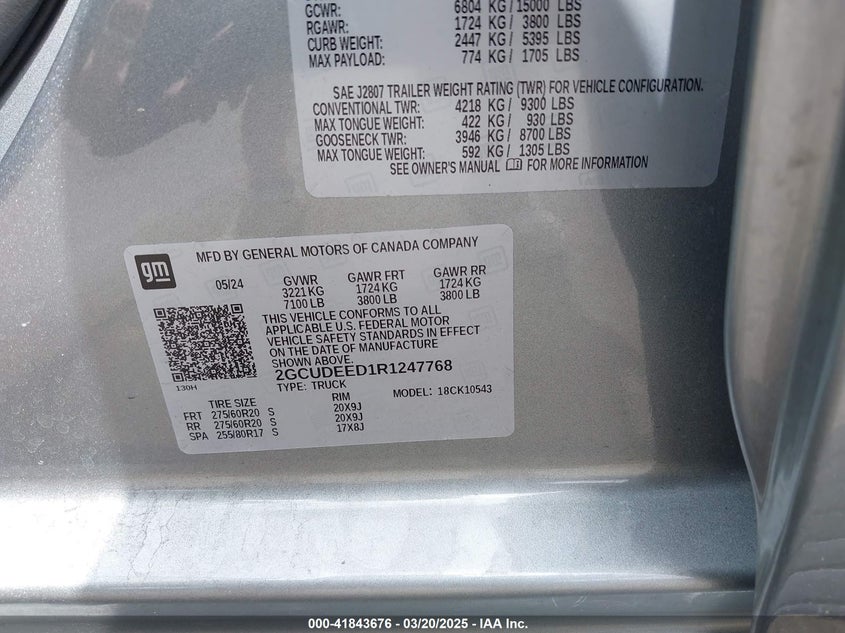 GCWR: 6804 KG/ 15000 LBS
RGAWR: 1724 KG/ 3800 LBS
CURB WEIGHT: 2447 KG/ 5395 LBS
MAX PAYLOAD: 774 KG/ 1705 LBS
SAE J2807 TRAILER WEIGHT RATING (TWR) FOR VEHICLE CONFIGURATION.
CONVENTIONAL TWR: 4218 KG/ 9300 LBS
MAX TONGUE WEIGHT: 422 KG/ 930 LBS
GOOSENECK TWR: 3946 KG/ 8700 LBS
MAX TONGUE WEIGHT: 592 KG/ 1305 LBS
SEE OWNER'S MANUAL FOR MORE INFORMATION
gm MFD BY GENERAL MOTORS OF CANADA COMPANY
05/24 GVWR GAWR FRT GAWR RR
3221 KG 1724 KG 1724 KG
7100 LB 3800 LB 3800 LB
THIS VEHICLE CONFORMS TO ALL
APPLICABLE U.S. FEDERAL MOTOR
VEHICLE SAFETY STANDARDS IN EFFECT
ON THE DATE OF MANUFACTURE
SHOWN ABOVE.
2GCUDEED1R1247768
130H TYPE: TRUCK MODEL: 18CK10543
TIRE SIZE RIM
FRT 275/60R20 S 20X9J
RR 275/60R20 S 20X9J
SPA 255/80R17 S 17X8J
000-41843676 - 03/20/2025 - IAA Inc.